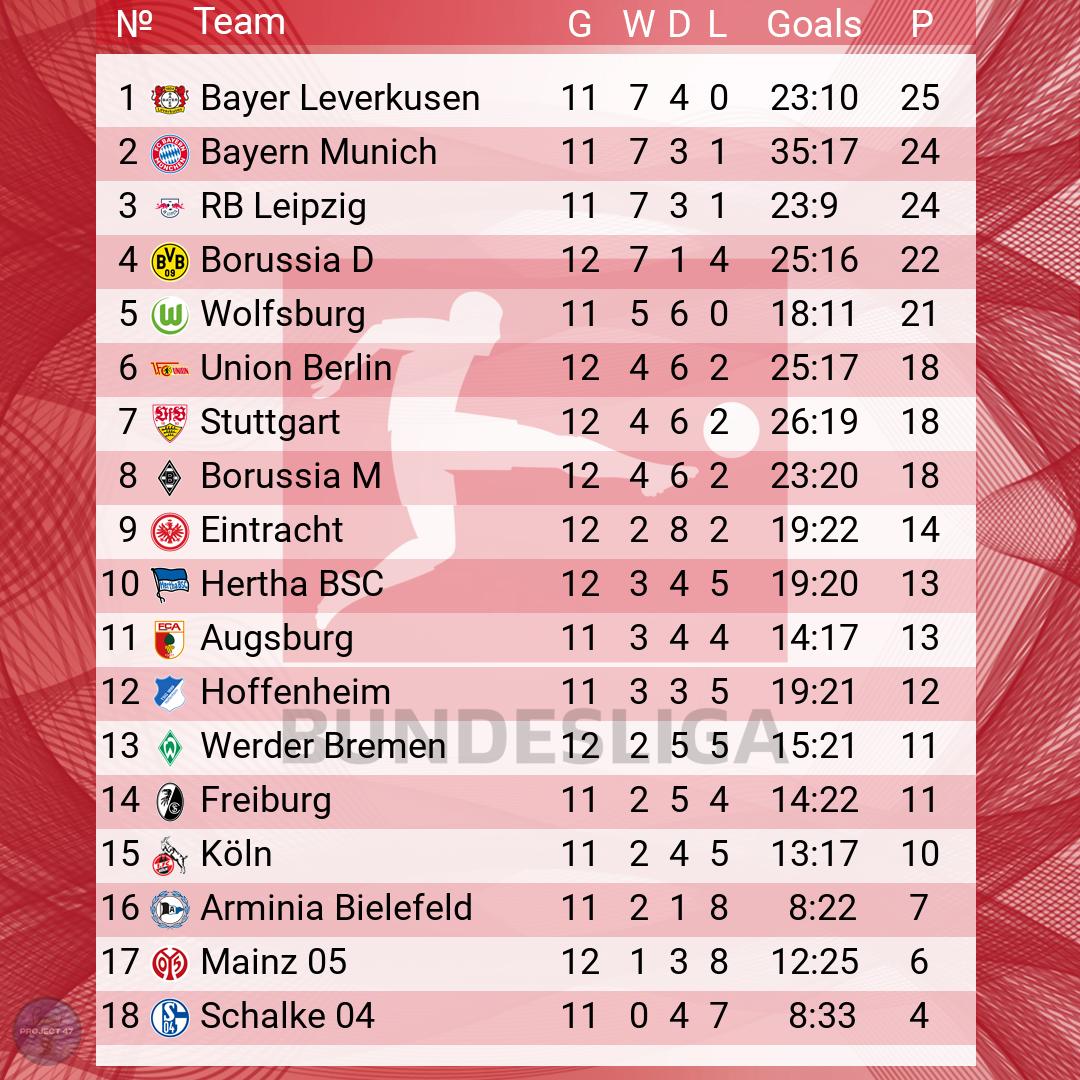 № Team G W D L Goals P
1 Bayer Leverkusen 11 7 4 0 23:10 25
2 Bayern Munich 11 7 3 1 35:17 24
3 RB Leipzig 11 7 3 1 23:9 24
4 BVB 09 Borussia D 12 7 1 4 25:16 22
5 W Wolfsburg 11 5 6 0 18:11 21
6 Union Berlin 12 4 6 2 25:17 18
7 VfB Stuttgart 12 4 6 2 26:19 18
8 B Borussia M 12 4 6 2 23:20 18
9 Eintracht 12 2 8 2 19:22 14
10 Hertha BSC 12 3 4 5 19:20 13
11 FCA Augsburg 11 3 4 4 14:17 13
12 Hoffenheim 11 3 3 5 19:21 12
13 W Werder Bremen 12 2 5 5 15:21 11
BUNDESLIGA
14 Freiburg 11 2 5 4 14:22 11
15 Köln 11 2 4 5 13:17 10
16 A Arminia Bielefeld 11 2 1 8 8:22 7
17 Mainz 05 12 1 3 8 12:25 6
18 S 04 Schalke 04 11 0 4 7 8:33 4
PROJECT 47